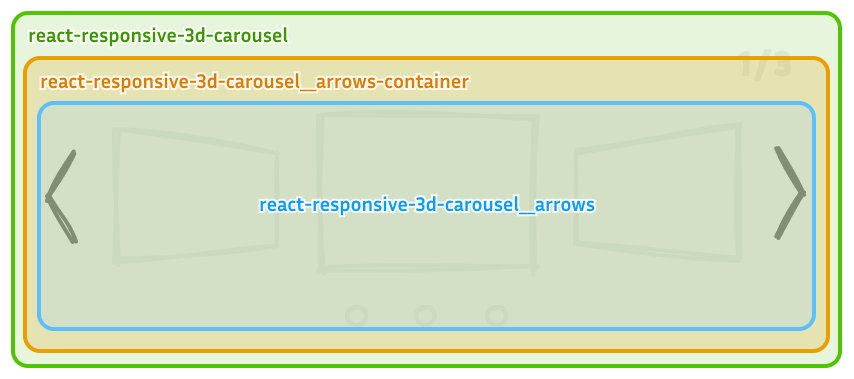 react-responsive-3d-carousel
1/3
react-responsive-3d-carousel__arrows-container
react-responsive-3d-carousel__arrows